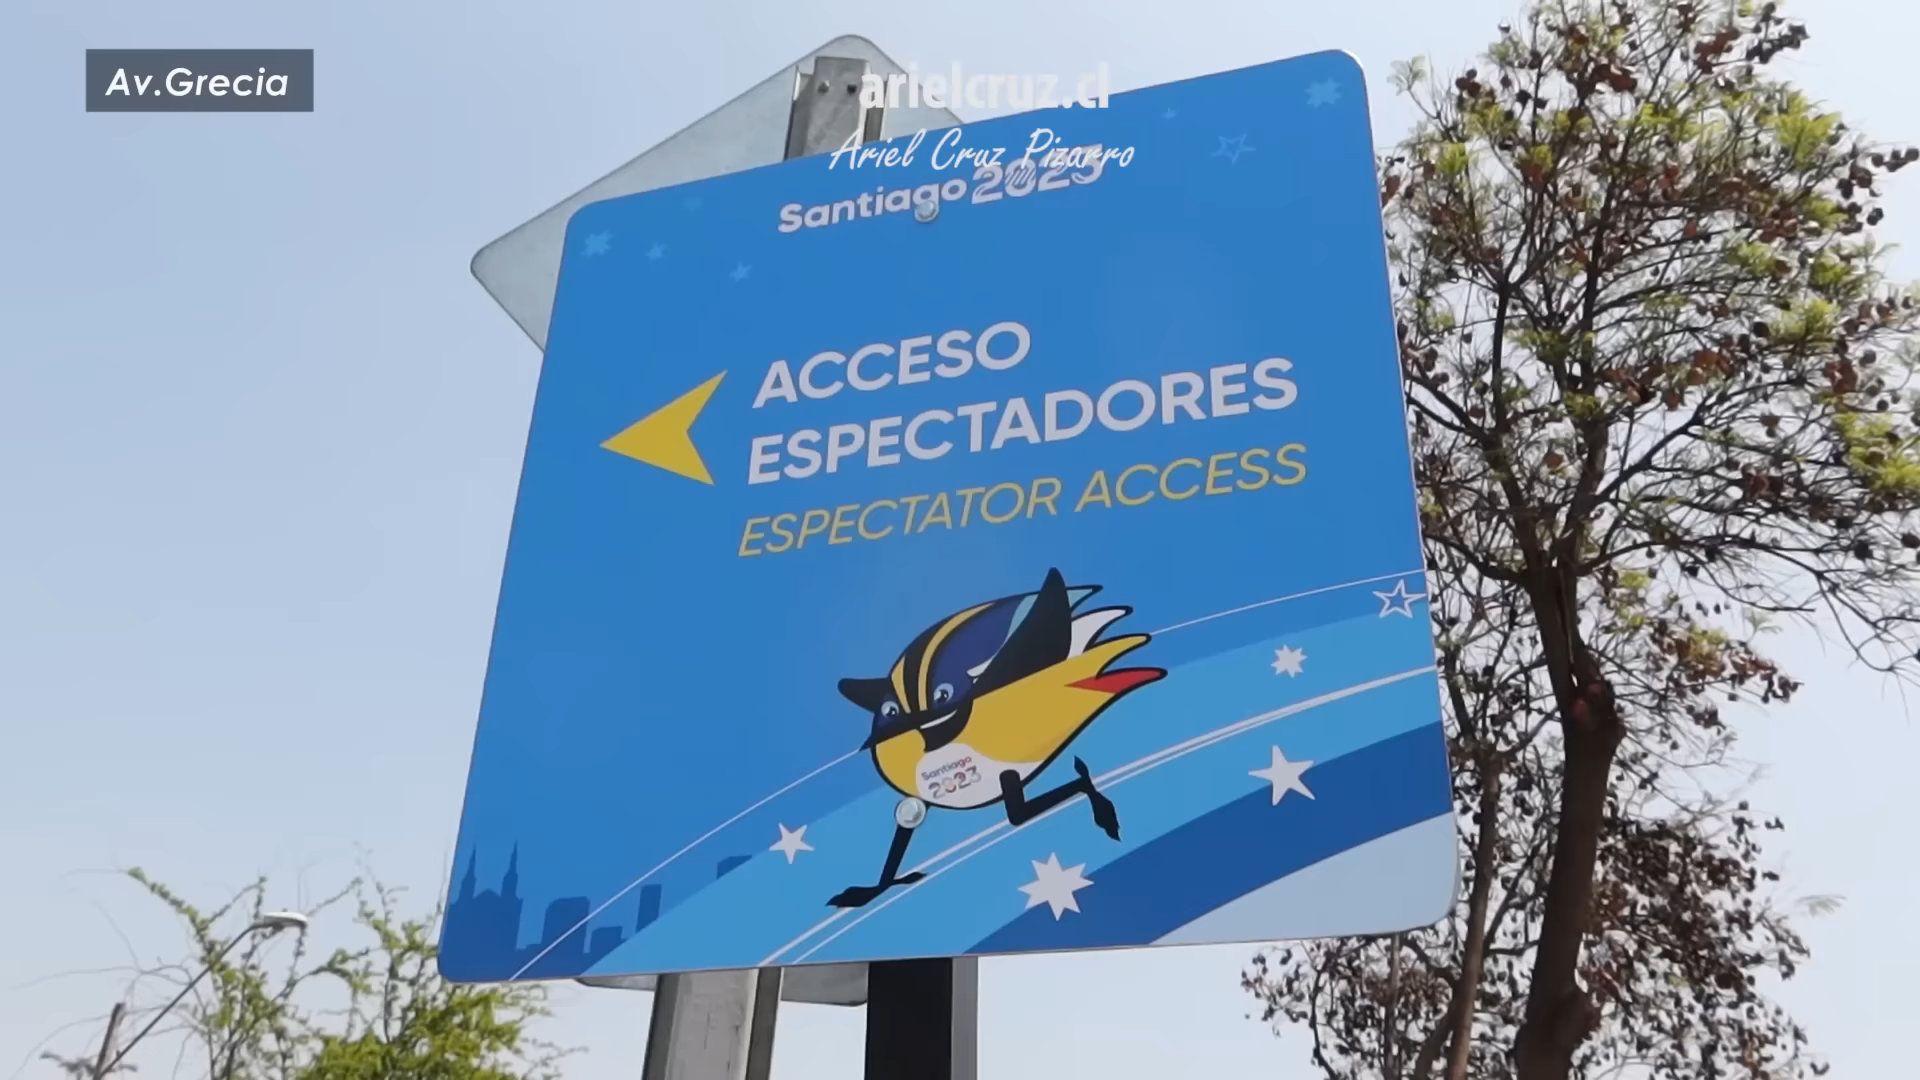 Av.Grecia
arielcruz.cl
Ariel Cruz Pizarro
Santiago 2023
ACCESO
ESPECTADORES
ESPECTATOR ACCESS
Santiago
2023